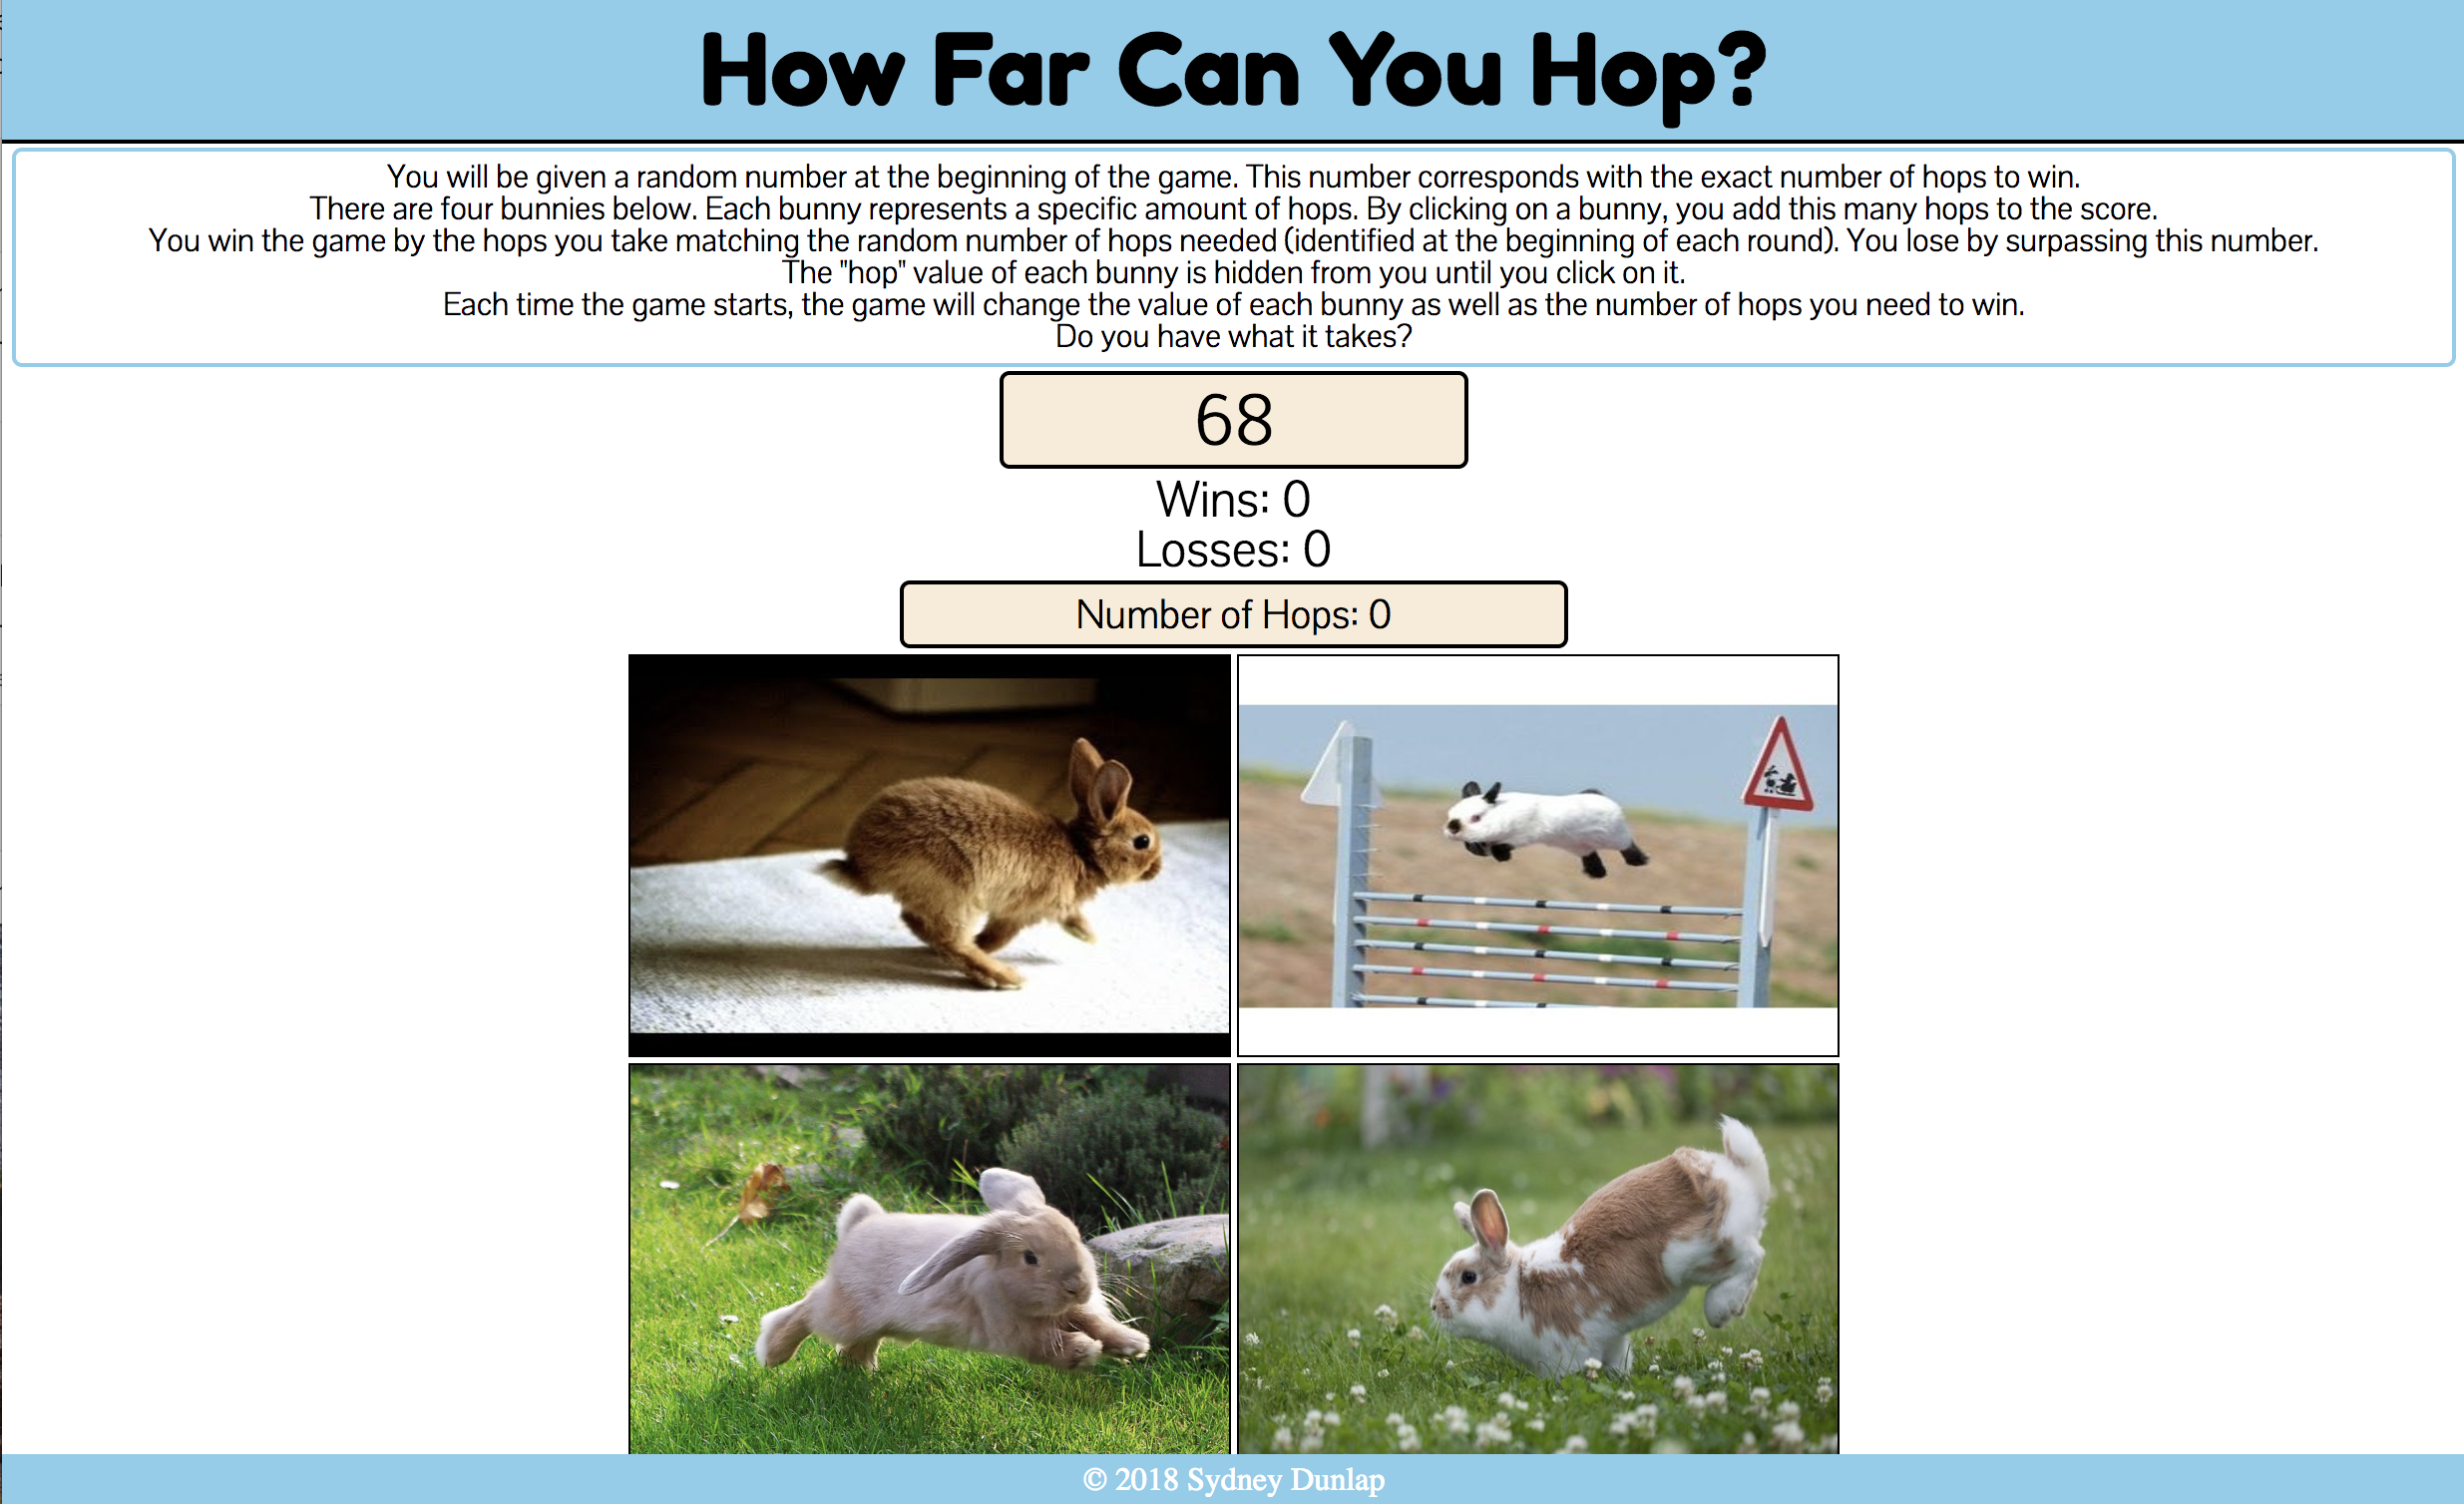 How Far Can You Hop?
You will be given a random number at the beginning of the game. This number corresponds with the exact number of hops to win.
There are four bunnies below. Each bunny represents a specific amount of hops. By clicking on a bunny, you add this many hops to the score.
You win the game by the hops you take matching the random number of hops needed (identified at the beginning of each round). You lose by surpassing this number.
The "hop" value of each bunny is hidden from you until you click on it.
Each time the game starts, the game will change the value of each bunny as well as the number of hops you need to win.
Do you have what it takes?
68
Wins: 0
Losses: 0
Number of Hops: 0
© 2018 Sydney Dunlap